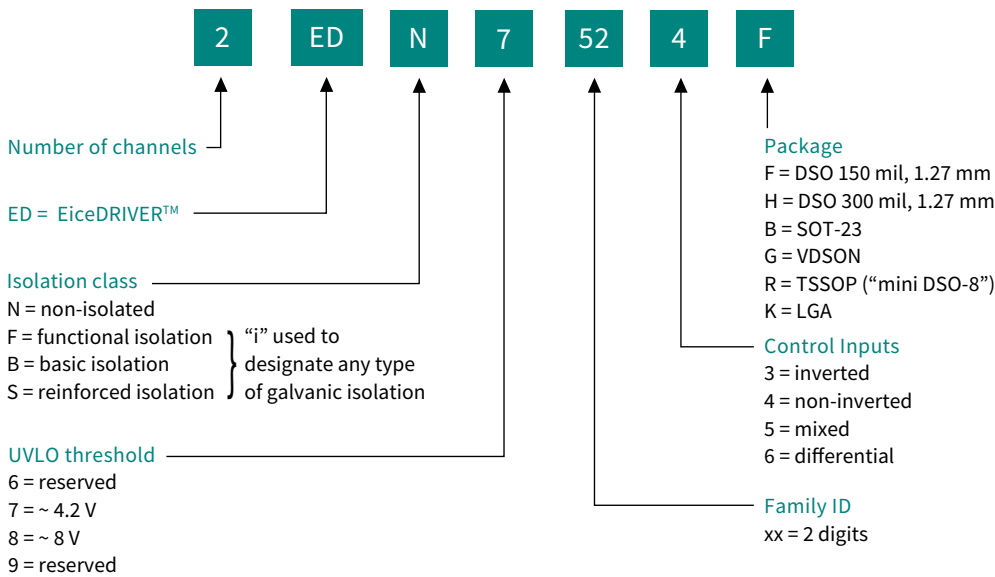 2 ED N 7 52 4 F
Number of channels
ED = EiceDRIVER™
Isolation class
N = non-isolated
F = functional isolation
B = basic isolation
S = reinforced isolation
} “i” used to
designate any type
of galvanic isolation
UVLO threshold
6 = reserved
7 = ~ 4.2 V
8 = ~ 8 V
9 = reserved
Package
F = DSO 150 mil, 1.27 mm
H = DSO 300 mil, 1.27 mm
B = SOT-23
G = VDSON
R = TSSOP (“mini DSO-8”)
K = LGA
Control Inputs
3 = inverted
4 = non-inverted
5 = mixed
6 = differential
Family ID
xx = 2 digits